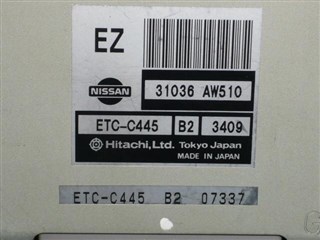 EZ
NISSAN 31036 AW510
ETC-C445 B2 3409
Hitachi, Ltd. Tokyo Japan
MADE IN JAPAN
ETC-C445 B2 07337